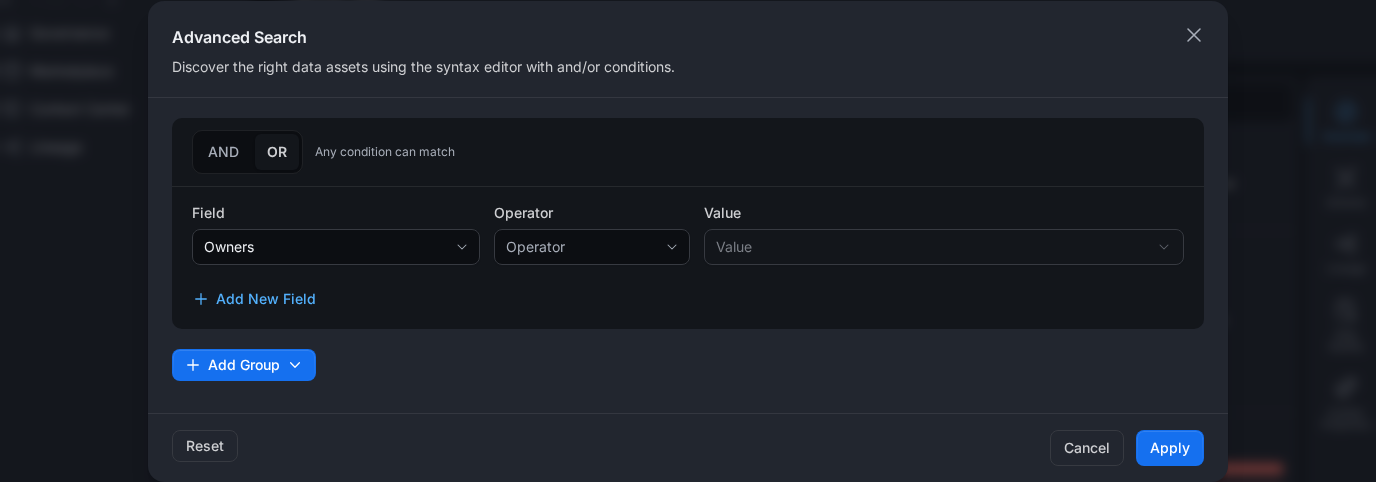 Advanced Search
Discover the right data assets using the syntax editor with and/or conditions.
AND OR Any condition can match
Field Operator Value
Owners Operator Value
Add New Field
Add Group
Reset Cancel Apply